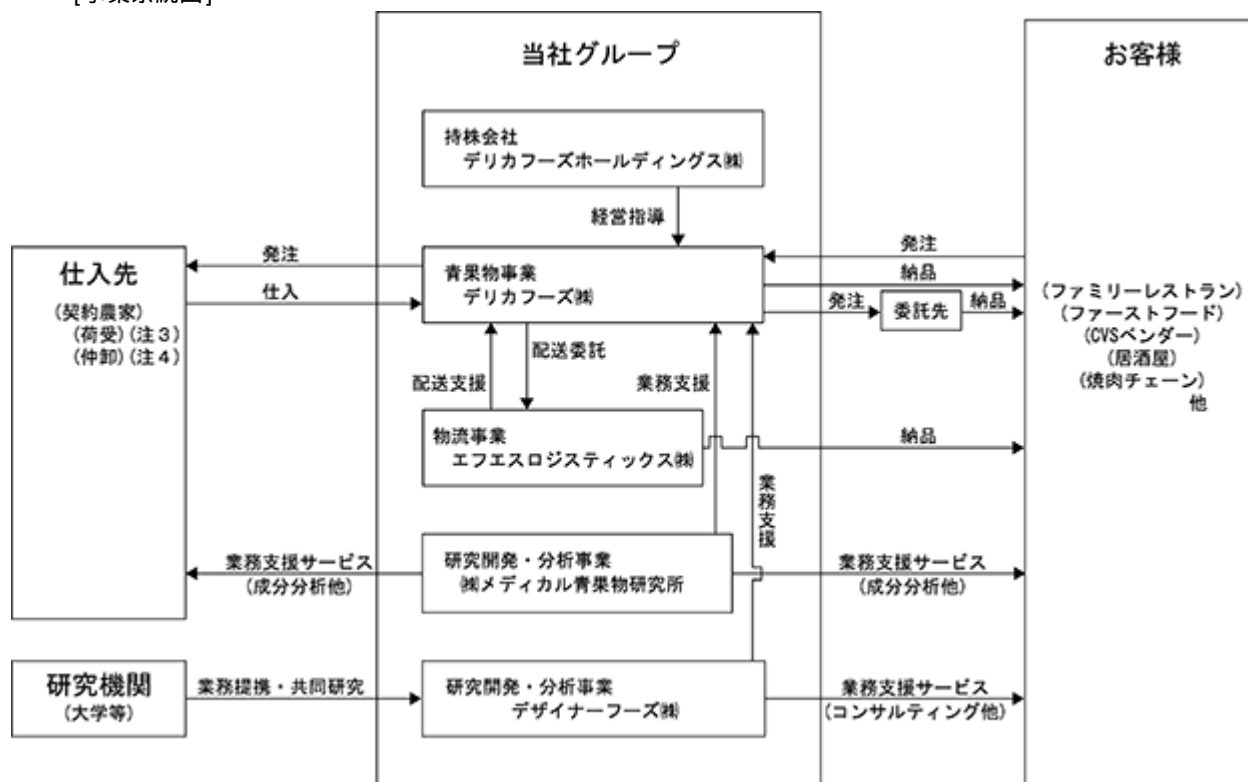 [事業系統図]
当社グループ
お客様
持株会社
デリカフーズホールディングス㈱
経営指導
仕入先
(契約農家)
(荷受)(注3)
(仲卸)(注4)
発注
仕入
青果物事業
デリカフーズ㈱
発注
納品
発注
委託先
納品
(ファミリーレストラン)
(ファーストフード)
(CVSベンダー)
(居酒屋)
(焼肉チェーン)
他
配送支援
配送委託
業務支援
物流事業
エフエスロジスティックス㈱
納品
業務支援
業務支援サービス
(成分分析他)
研究開発・分析事業
㈱メディカル青果物研究所
業務支援サービス
(成分分析他)
研究機関
(大学等)
業務提携・共同研究
研究開発・分析事業
デザイナーフーズ㈱
業務支援サービス
(コンサルティング他)